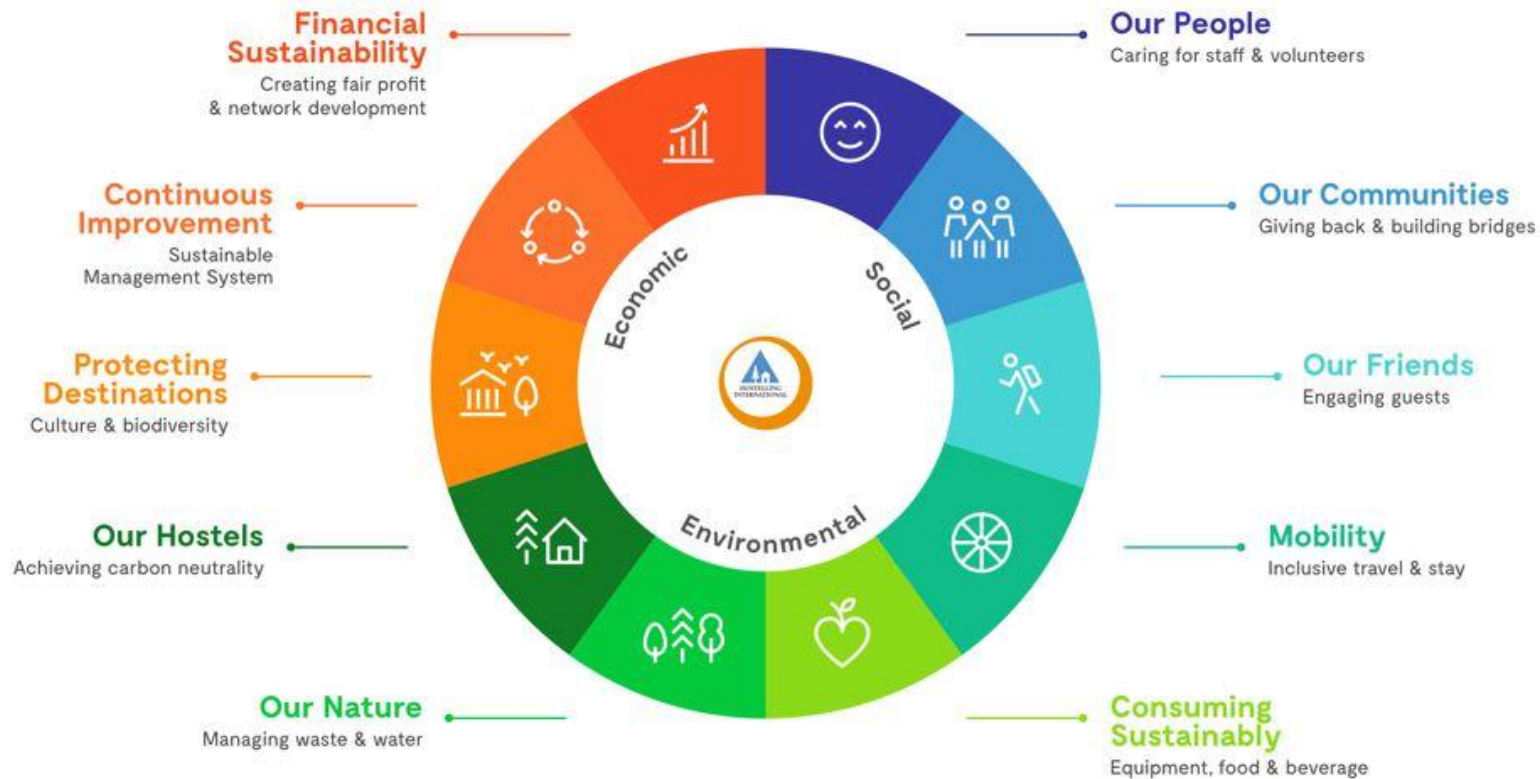 Financial
Sustainability
Creating fair profit
& network development
Our People
Caring for staff & volunteers
Continuous
Improvement
Sustainable
Management System
Our Communities
Giving back & building bridges
Economic
Social
Protecting
Destinations
Culture & biodiversity
HOSTELLING
INTERNATIONAL
Our Friends
Engaging guests
Our Hostels
Achieving carbon neutrality
Environmental
Mobility
Inclusive travel & stay
Our Nature
Managing waste & water
Consuming
Sustainably
Equipment, food & beverage